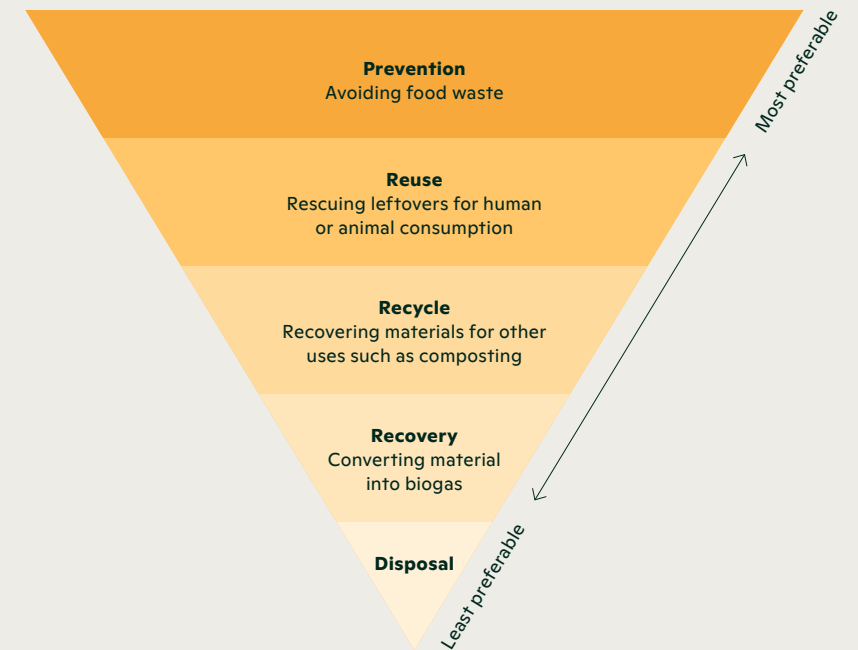 Prevention
Avoiding food waste
Most preferable
Reuse
Rescuing leftovers for human
or animal consumption
Recycle
Recovering materials for other
uses such as composting
Recovery
Converting material
into biogas
Disposal
Least preferable